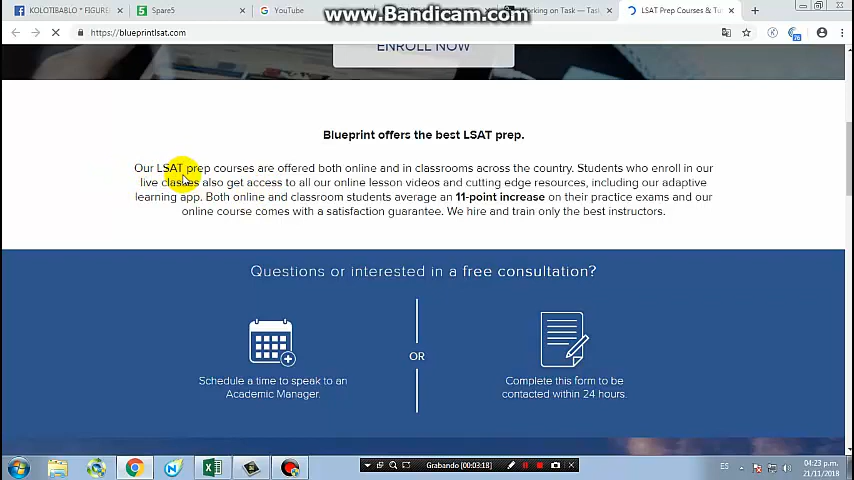 www.Bandicam.com
KOLOTIBABLO * FIGURE
Spare5
YouTube
Working on Task — Task
LSAT Prep Courses & Tu
https://blueprintlsat.com
ENROLL NOW
Blueprint offers the best LSAT prep.
Our LSAT prep courses are offered both online and in classrooms across the country. Students who enroll in our
live classes also get access to all our online lesson videos and cutting edge resources, including our adaptive
learning app. Both online and classroom students average an 11-point increase on their practice exams and our
online course comes with a satisfaction guarantee. We hire and train only the best instructors.
Questions or interested in a free consultation?
OR
Schedule a time to speak to an
Academic Manager.
Complete this form to be
contacted within 24 hours.
Grabando [00:03:18]
ES
04:23 p.m.
21/11/2018